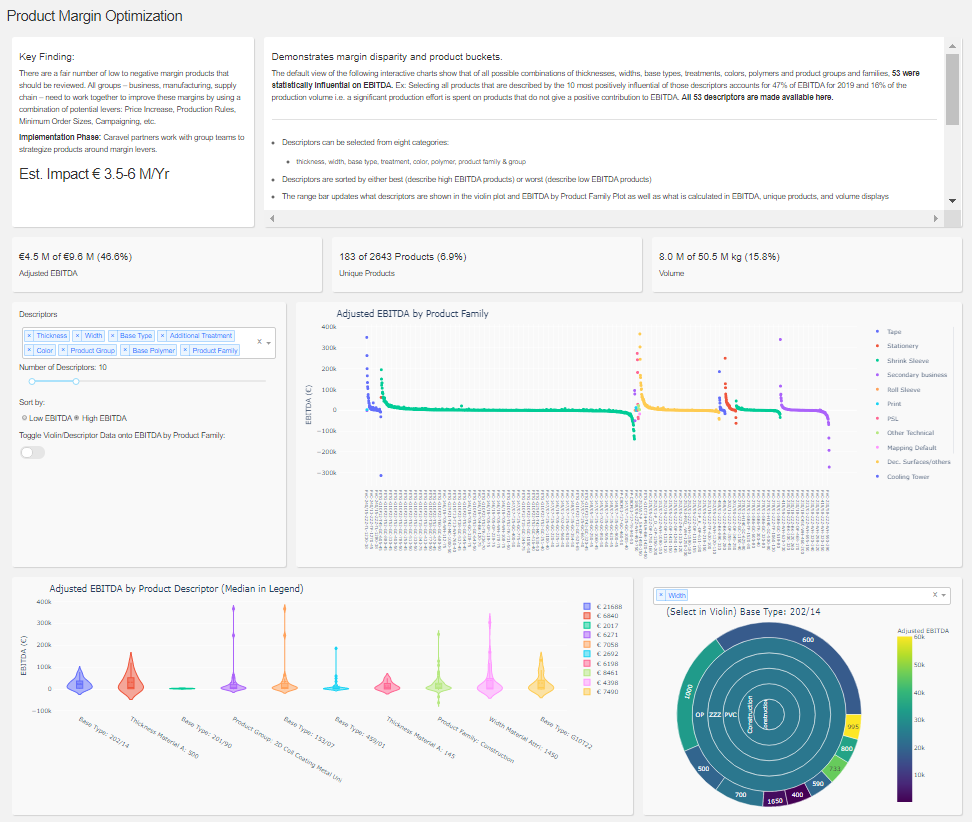 Product Margin Optimization
Key Finding:
There are a fair number of low to negative margin products that
should be reviewed. All groups – business, manufacturing, supply
chain – need to work together to improve these margins by using a
combination of potential levers: Price Increase, Production Rules,
Minimum Order Sizes, Campaigning, etc.
Implementation Phase: Caravel partners work with group teams to
strategize products around margin levers.
Est. Impact € 3.5-6 M/Yr
Demonstrates margin disparity and product buckets.
The default view of the following interactive charts show that of all possible combinations of thicknesses, widths, base types, treatments, colors, polymers and product groups and families, 53 were
statistically influential on EBITDA. Ex: Selecting all products that are described by the 10 most positively influential of those descriptors accounts for 47% of EBITDA for 2019 and 16% of the
production volume i.e. a significant production effort is spent on products that do not give a positive contribution to EBITDA. All 53 descriptors are made available here.
Descriptors can be selected from eight categories:
thickness, width, base type, treatment, color, polymer, product family & group
Descriptors are sorted by either best (describe high EBITDA products) or worst (describe low EBITDA products)
The range bar updates what descriptors are shown in the violin plot and EBITDA by Product Family Plot as well as what is calculated in EBITDA, unique products, and volume displays
€4.5 M of €9.6 M (46.6%)
Adjusted EBITDA
183 of 2643 Products (6.9%)
Unique Products
8.0 M of 50.5 M kg (15.8%)
Volume
Descriptors
× Thickness × Width × Base Type × Additional Treatment
× Color × Product Group × Base Polymer × Product Family
Number of Descriptors: 10
Sort by:
Low EBITDA High EBITDA
Toggle Violin/Descriptor Data onto EBITDA by Product Family:
Adjusted EBITDA by Product Family
EBITDA (€)
400k
300k
200k
100k
0
−100k
−200k
−300k
Tape
Stationery
Shrink Sleeve
Secondary business
Roll Sleeve
Print
PSL
Other Technical
Mapping Default
Dec. Surfaces/others
Cooling Tower
Adjusted EBITDA by Product Descriptor (Median in Legend)
EBITDA (€)
400k
300k
200k
100k
0
−100k
Base Type: 202/14
Thickness Material A: 500
Base Type: 201/90
Product Group: 2D Coil Coating Metal Uni
Base Type: 153/07
Base Type: 459/01
Thickness Material A: 145
Product Family: Construction
Width Material Attri: 1450
Base Type: G10T22
€ 21688
€ 6840
€ 2017
€ 6271
€ 7058
€ 2692
€ 6198
€ 8461
€ 4398
€ 7490
× Width
(Select in Violin) Base Type: 202/14
600
1000
OP
ZZZ
PVC
Construction
Construction
995
800
733
590
400
1650
700
500
Adjusted EBITDA
60k
50k
40k
30k
20k
10k